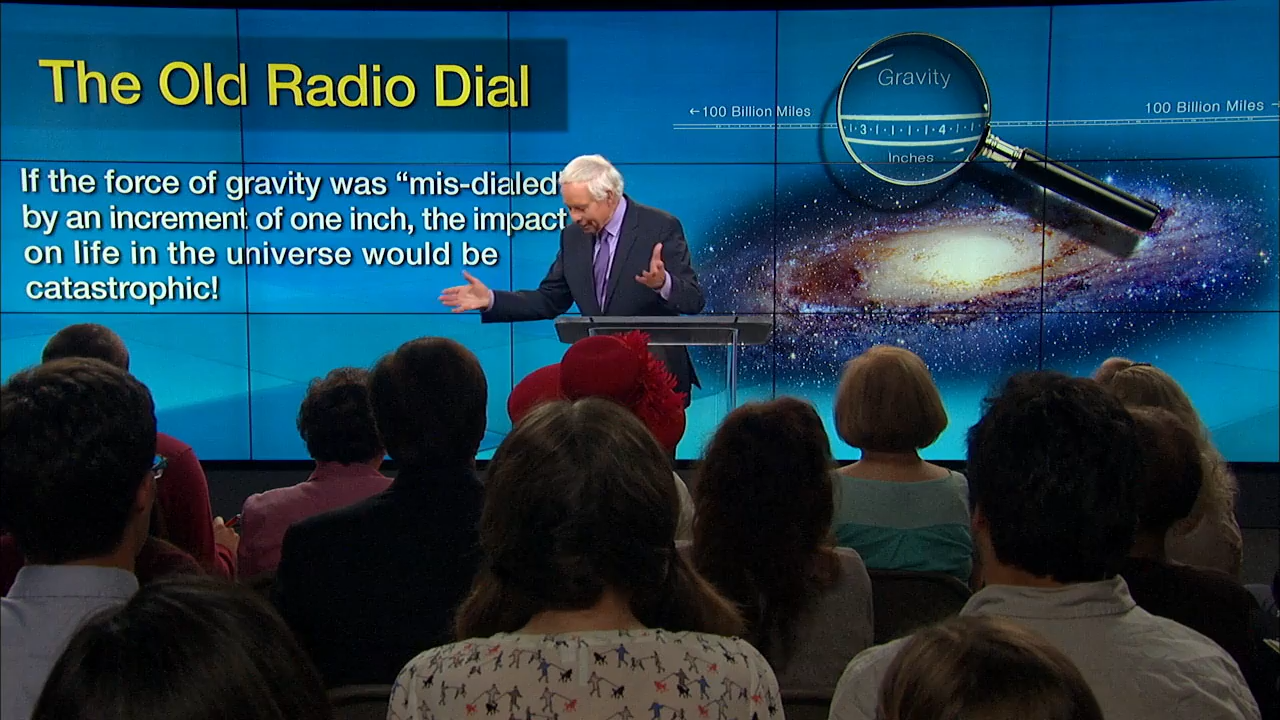 The Old Radio Dial
If the force of gravity was “mis-dialed”
by an increment of one inch, the impact
on life in the universe would be
catastrophic!
Gravity
←100 Billion Miles
100 Billion Miles→
3 4
Inches